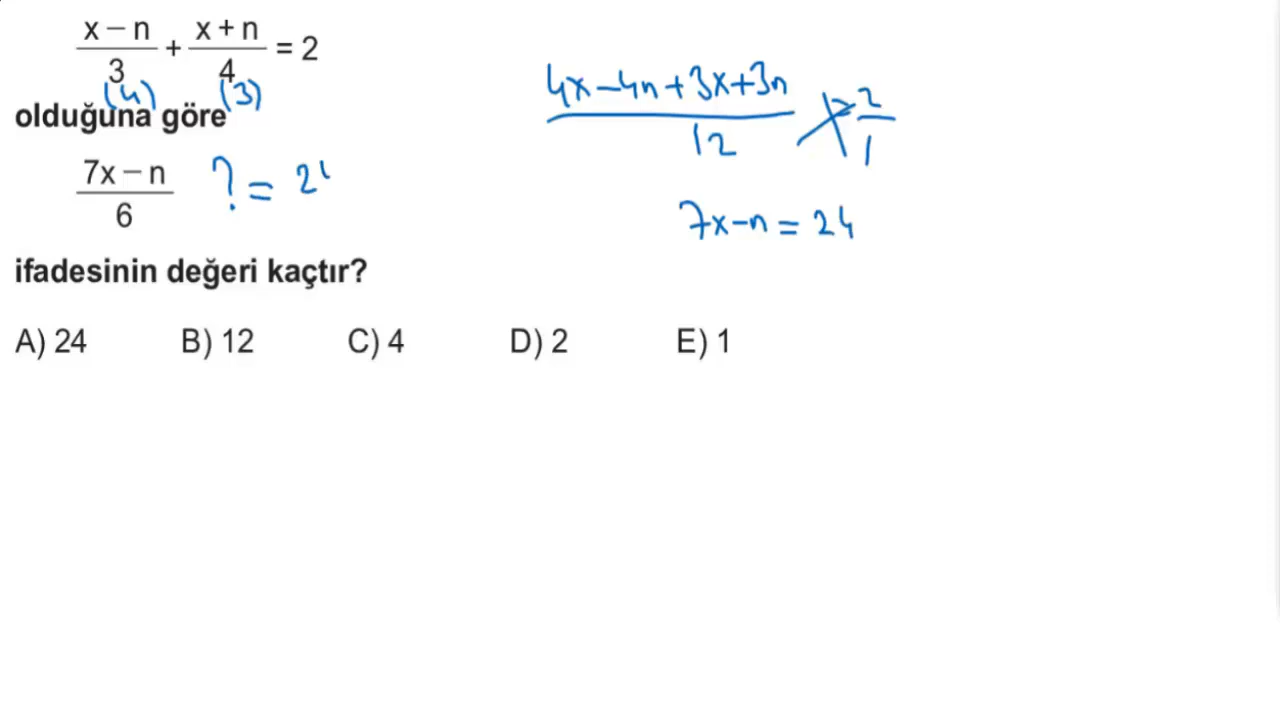 x – n / 3 + x + n / 4 = 2
(4) (3)
olduğuna göre
7x – n / 6 ? = 2
ifadesinin değeri kaçtır?
A) 24 B) 12 C) 4 D) 2 E) 1
4x – 4n + 3x + 3n / 12 = 2 / 1
7x – n = 24